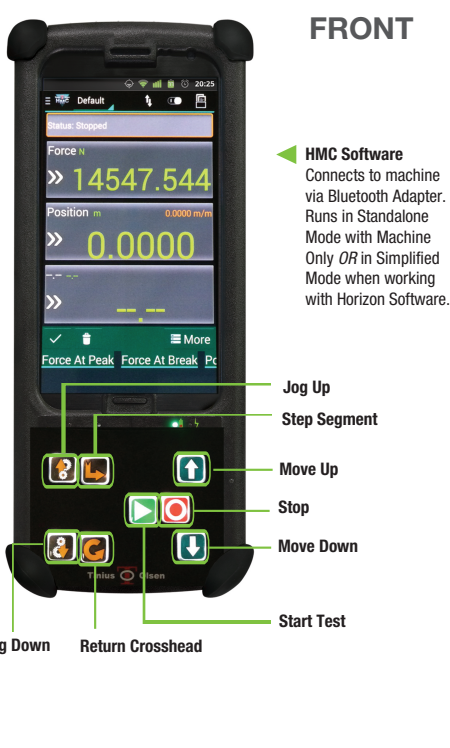 FRONT
20:25
HMC Default
Status: Stopped
Force N
14547.544
Position m 0.0000 m/m
0.0000
--.-- --.--
--.--
More
Force At Peak Force At Break Po
HMC Software
Connects to machine
via Bluetooth Adapter.
Runs in Standalone
Mode with Machine
Only OR in Simplified
Mode when working
with Horizon Software.
Jog Up
Step Segment
Move Up
Stop
Move Down
Tinius Olsen
Start Test
g Down Return Crosshead